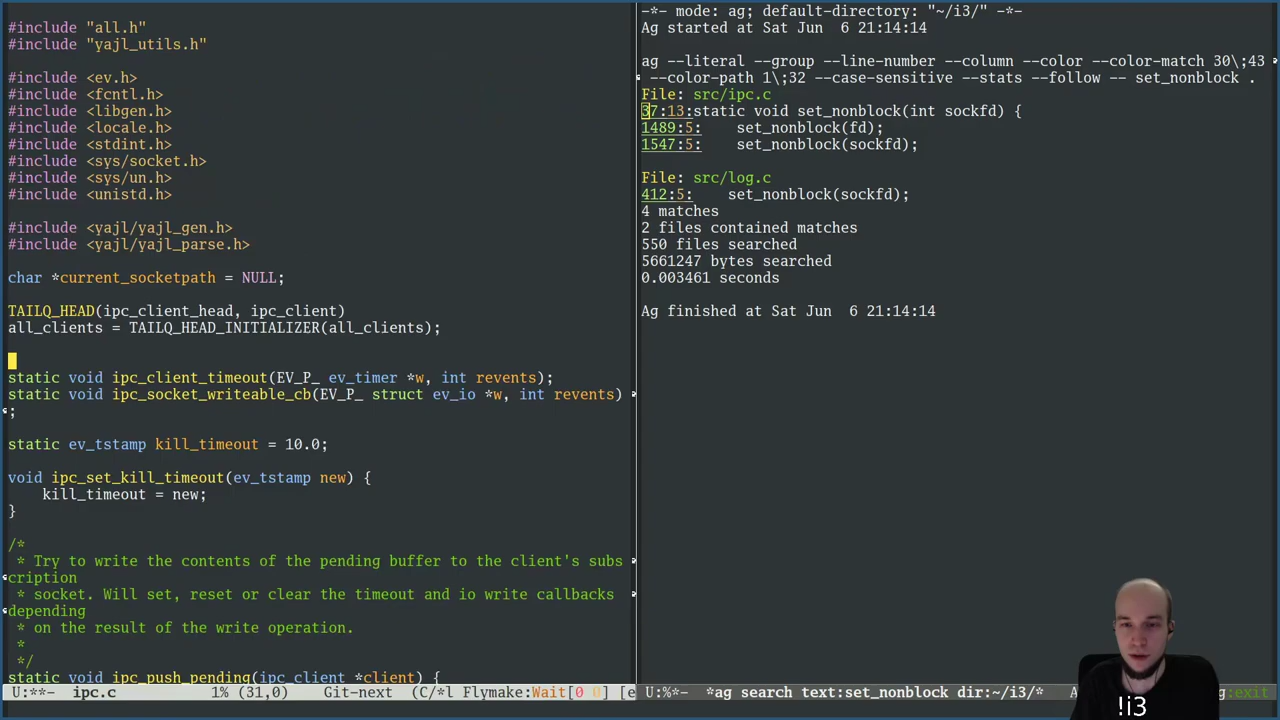 #include "all.h"
#include "yajl_utils.h"
#include <ev.h>
#include <fcntl.h>
#include <libgen.h>
#include <locale.h>
#include <stdint.h>
#include <sys/socket.h>
#include <sys/un.h>
#include <unistd.h>
#include <yajl/yajl_gen.h>
#include <yajl/yajl_parse.h>
char *current_socketpath = NULL;
TAILQ_HEAD(ipc_client_head, ipc_client)
all_clients = TAILQ_HEAD_INITIALIZER(all_clients);
static void ipc_client_timeout(EV_P_ ev_timer *w, int revents);
static void ipc_socket_writeable_cb(EV_P_ struct ev_io *w, int revents)
;
static ev_tstamp kill_timeout = 10.0;
void ipc_set_kill_timeout(ev_tstamp new) {
    kill_timeout = new;
}
/*
 * Try to write the contents of the pending buffer to the client's subs
cription
 * socket. Will set, reset or clear the timeout and io write callbacks
depending
 * on the result of the write operation.
 *
 */
static void ipc_push_pending(ipc_client *client) {
U:**-  ipc.c           1% (31,0)     Git-next  (C/*l Flymake:Wait[0 0] [e
-*- mode: ag; default-directory: "~/i3/" -*-
Ag started at Sat Jun  6 21:14:14
ag --literal --group --line-number --column --color --color-match 30\;43
 --color-path 1\;32 --case-sensitive --stats --follow -- set_nonblock .
File: src/ipc.c
37:13:static void set_nonblock(int sockfd) {
1489:5:    set_nonblock(fd);
1547:5:    set_nonblock(sockfd);
File: src/log.c
412:5:    set_nonblock(sockfd);
4 matches
2 files contained matches
550 files searched
5661247 bytes searched
0.003461 seconds
Ag finished at Sat Jun  6 21:14:14
U:%*-  *ag search text:set_nonblock dir:~/i3/*   A g:exit
!i3